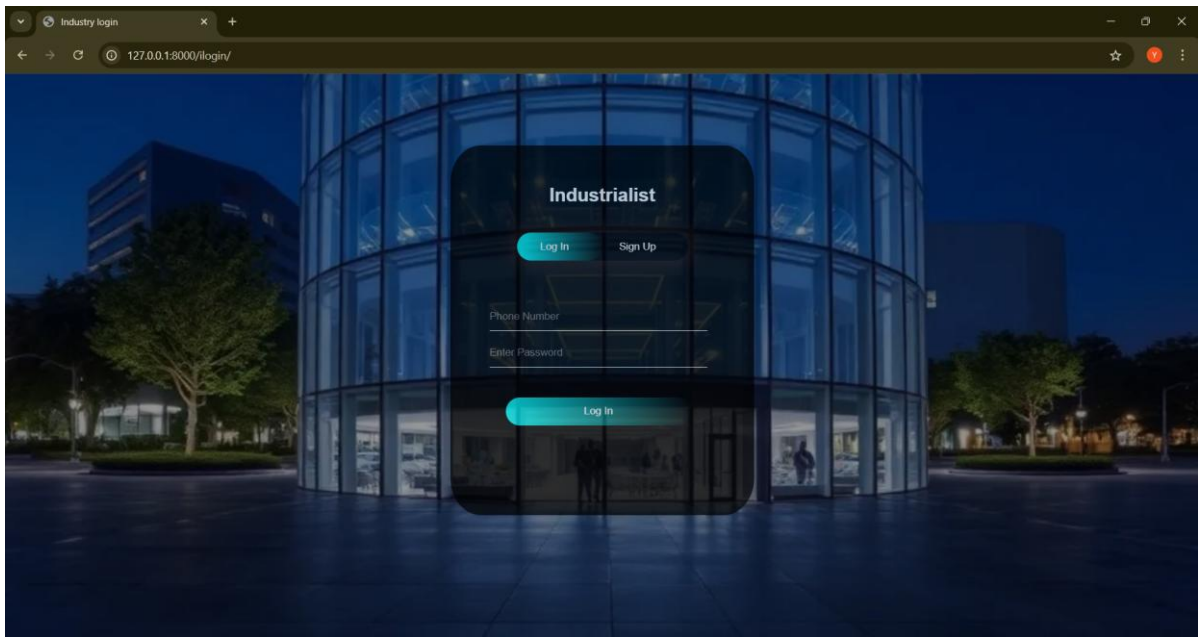 Industry login
127.0.0.1:8000/ilogin/
Y
Industrialist
Log In Sign Up
Phone Number
Enter Password
Log In